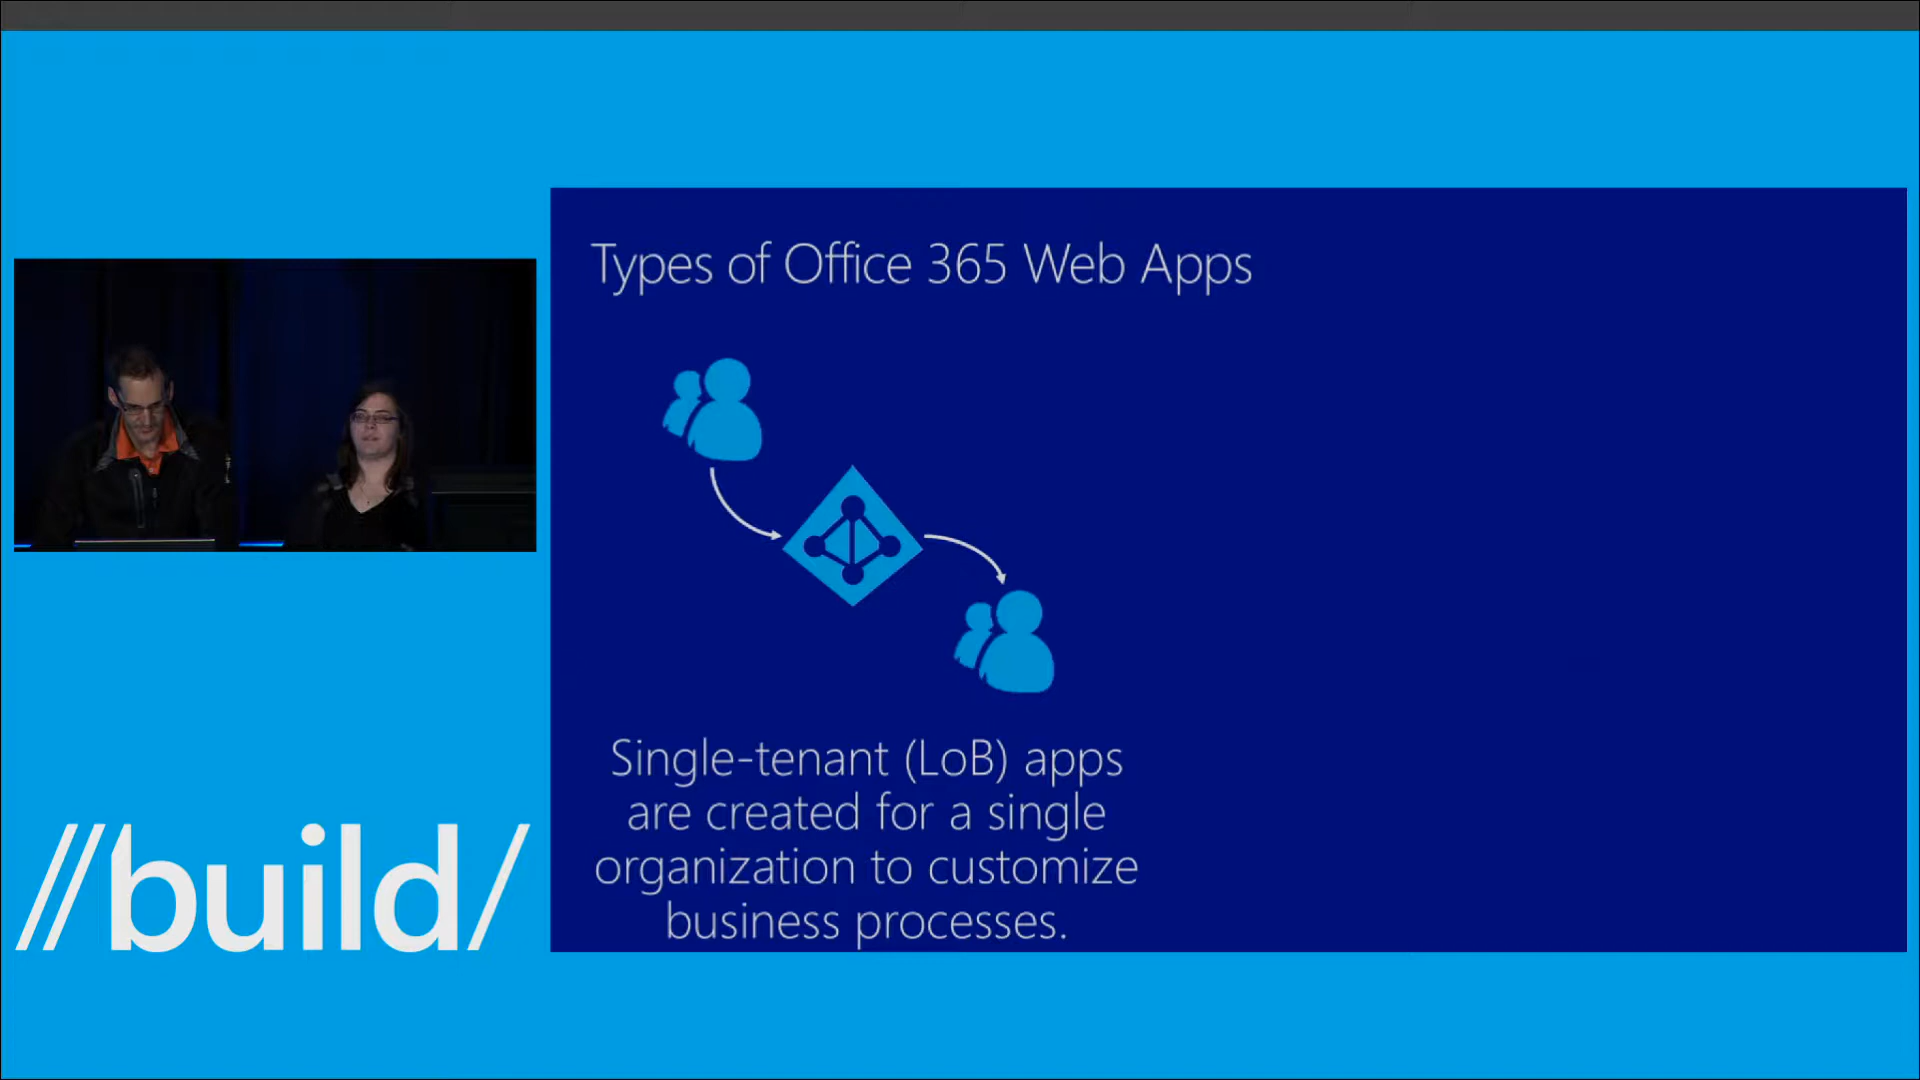 Types of Office 365 Web Apps
Single-tenant (LoB) apps
are created for a single
organization to customize
business processes.
//build/